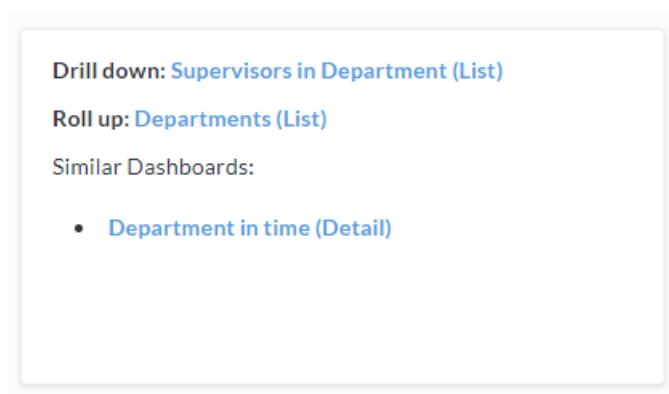 Drill down: Supervisors in Department (List)
Roll up: Departments (List)
Similar Dashboards:
• Department in time (Detail)